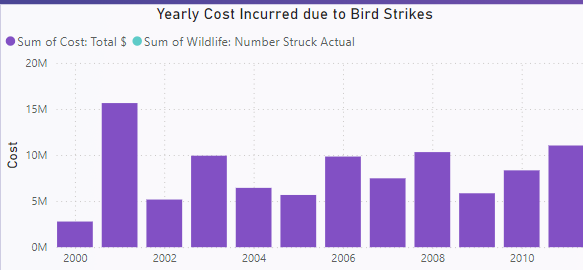 Yearly Cost Incurred due to Bird Strikes
Sum of Cost: Total $ Sum of Wildlife: Number Struck Actual
20M
15M
10M
5M
0M
Cost
2000 2002 2004 2006 2008 2010